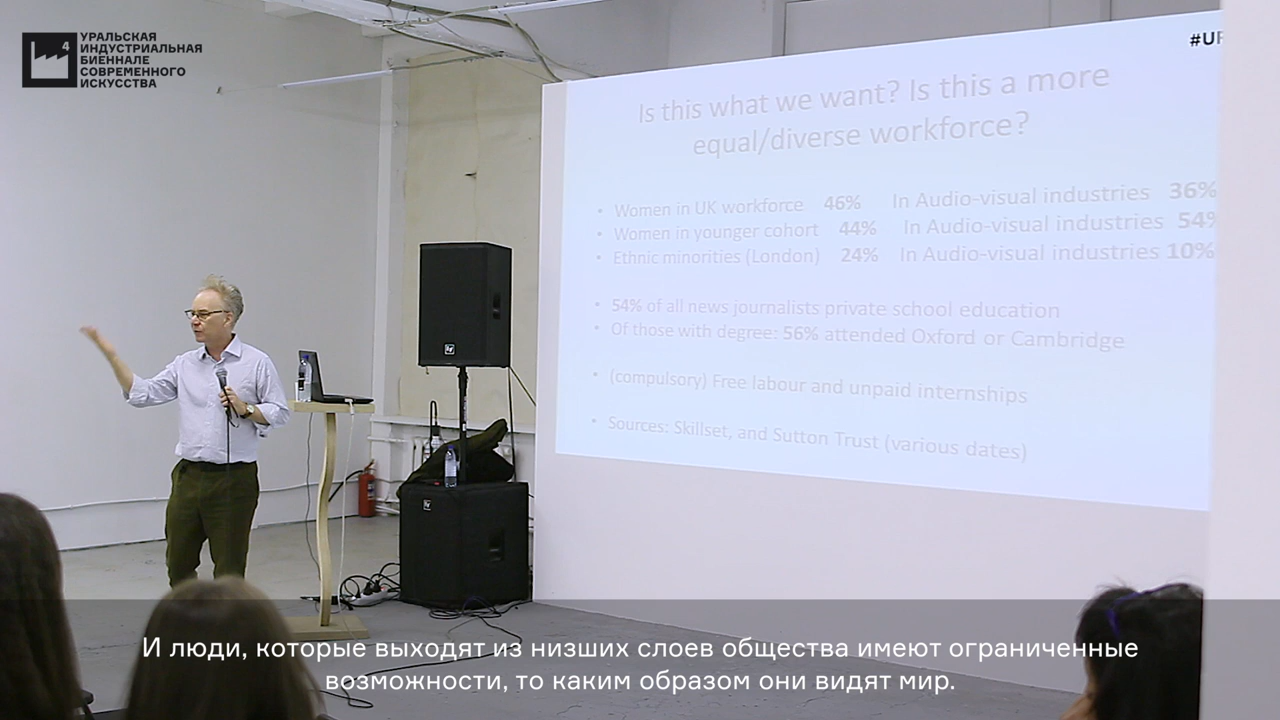 УРАЛЬСКАЯ
ИНДУСТРИАЛЬНАЯ
БИЕННАЛЕ
СОВРЕМЕННОГО
ИСКУССТВА
4
Is this what we want? Is this a more
equal/diverse workforce?
• Women in UK workforce 46% In Audio-visual industries 36%
• Women in younger cohort 44% In Audio-visual industries 54%
• Ethnic minorities (London) 24% In Audio-visual industries 10%
• 54% of all news journalists private school education
• Of those with degree: 56% attended Oxford or Cambridge
• (compulsory) Free labour and unpaid internships
• Sources: Skillset, and Sutton Trust (various dates)
И люди, которые выходят из низших слоев общества имеют ограниченные
возможности, то каким образом они видят мир.